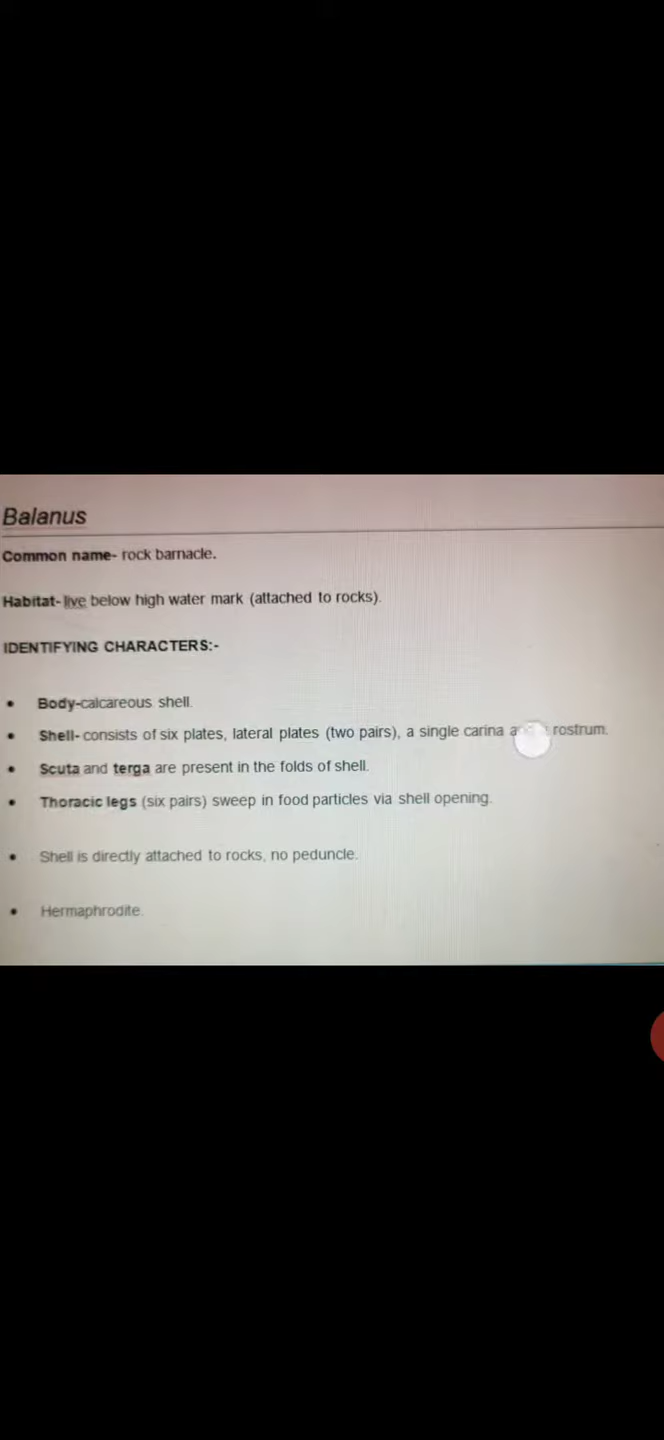 Balanus
Common name- rock barnacle.
Habitat- live below high water mark (attached to rocks).
IDENTIFYING CHARACTERS:-
• Body-calcareous shell.
• Shell- consists of six plates, lateral plates (two pairs), a single carina rostrum.
• Scuta and terga are present in the folds of shell.
• Thoracic legs (six pairs) sweep in food particles via shell opening.
• Shell is directly attached to rocks, no peduncle.
• Hermaphrodite.